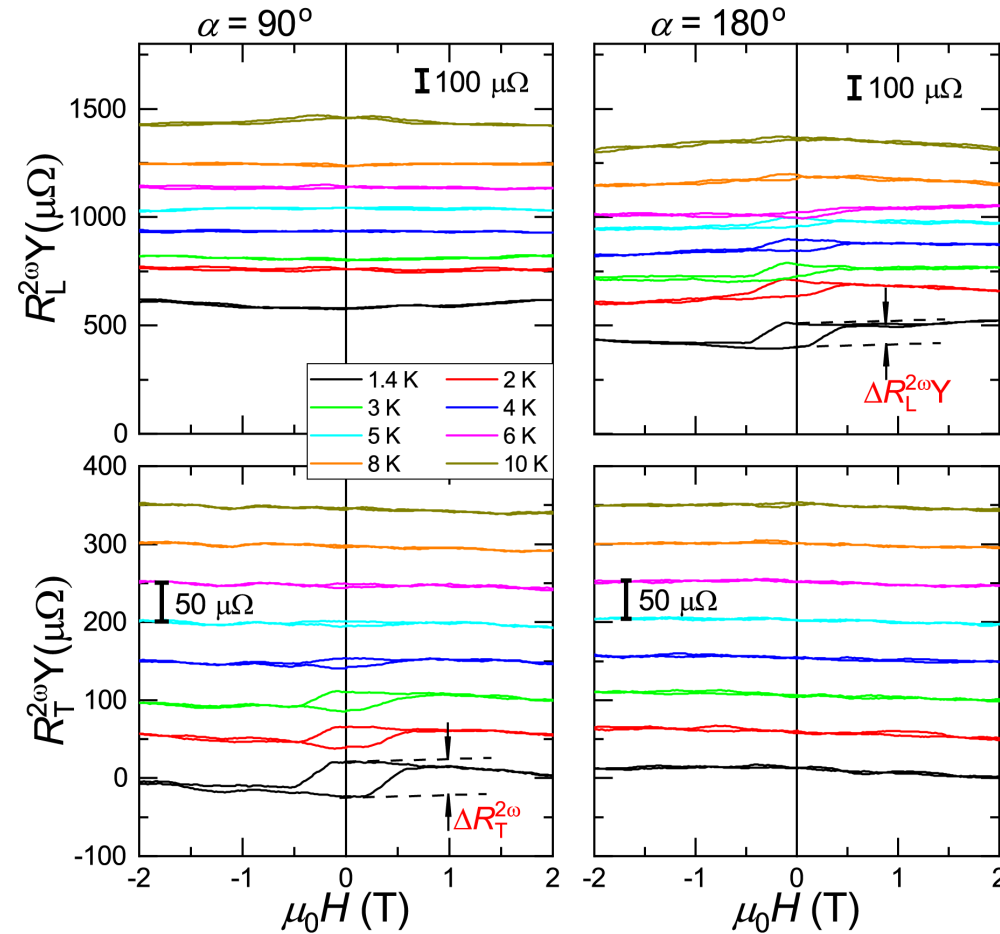 α = 90° α = 180°
100 μΩ 100 μΩ
1500
1000
500
0
R_L^2ωY(μΩ)
ΔR_L^2ωY
1.4 K 2 K
3 K 4 K
5 K 6 K
8 K 10 K
400
300
200
100
0
-100
R_T^2ωY(μΩ)
50 μΩ 50 μΩ
ΔR_T^2ω
-2 -1 0 1 2 -2 -1 0 1 2
μ₀H (T) μ₀H (T)